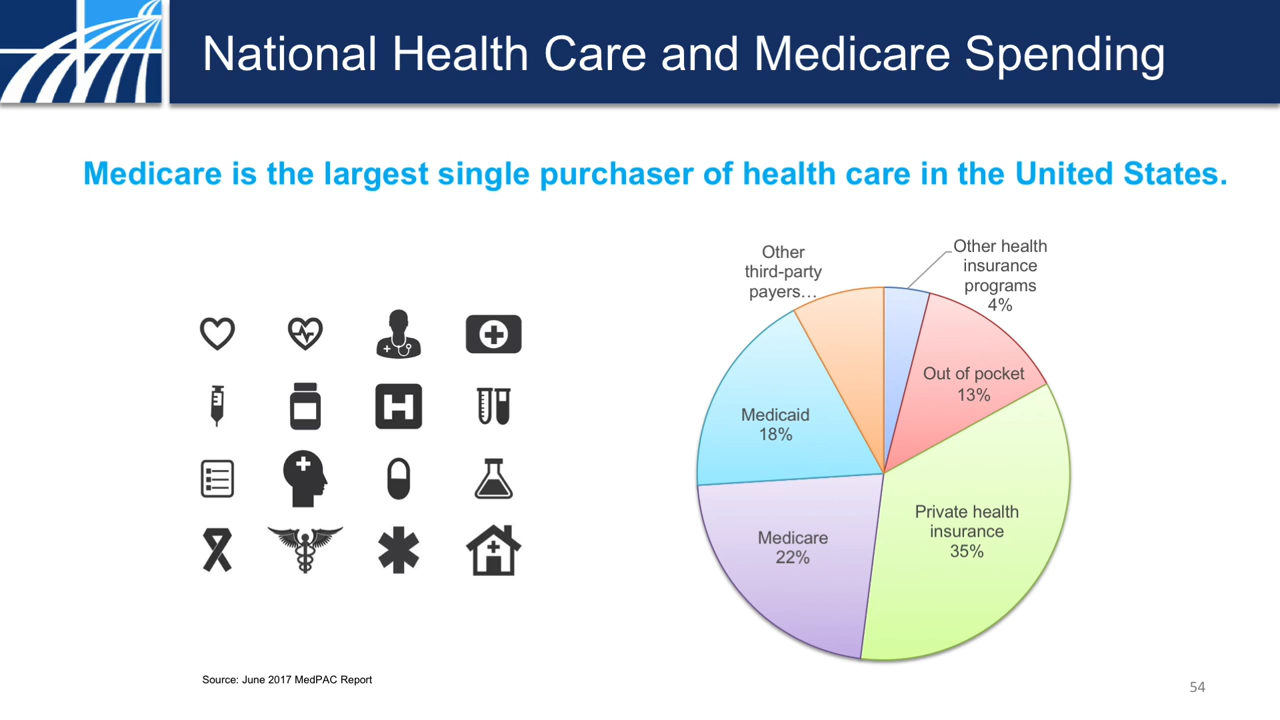 National Health Care and Medicare Spending
Medicare is the largest single purchaser of health care in the United States.
Other
third-party
payers…
Other health
insurance
programs
4%
Out of pocket
13%
Medicaid
18%
Private health
insurance
35%
Medicare
22%
Source: June 2017 MedPAC Report
54